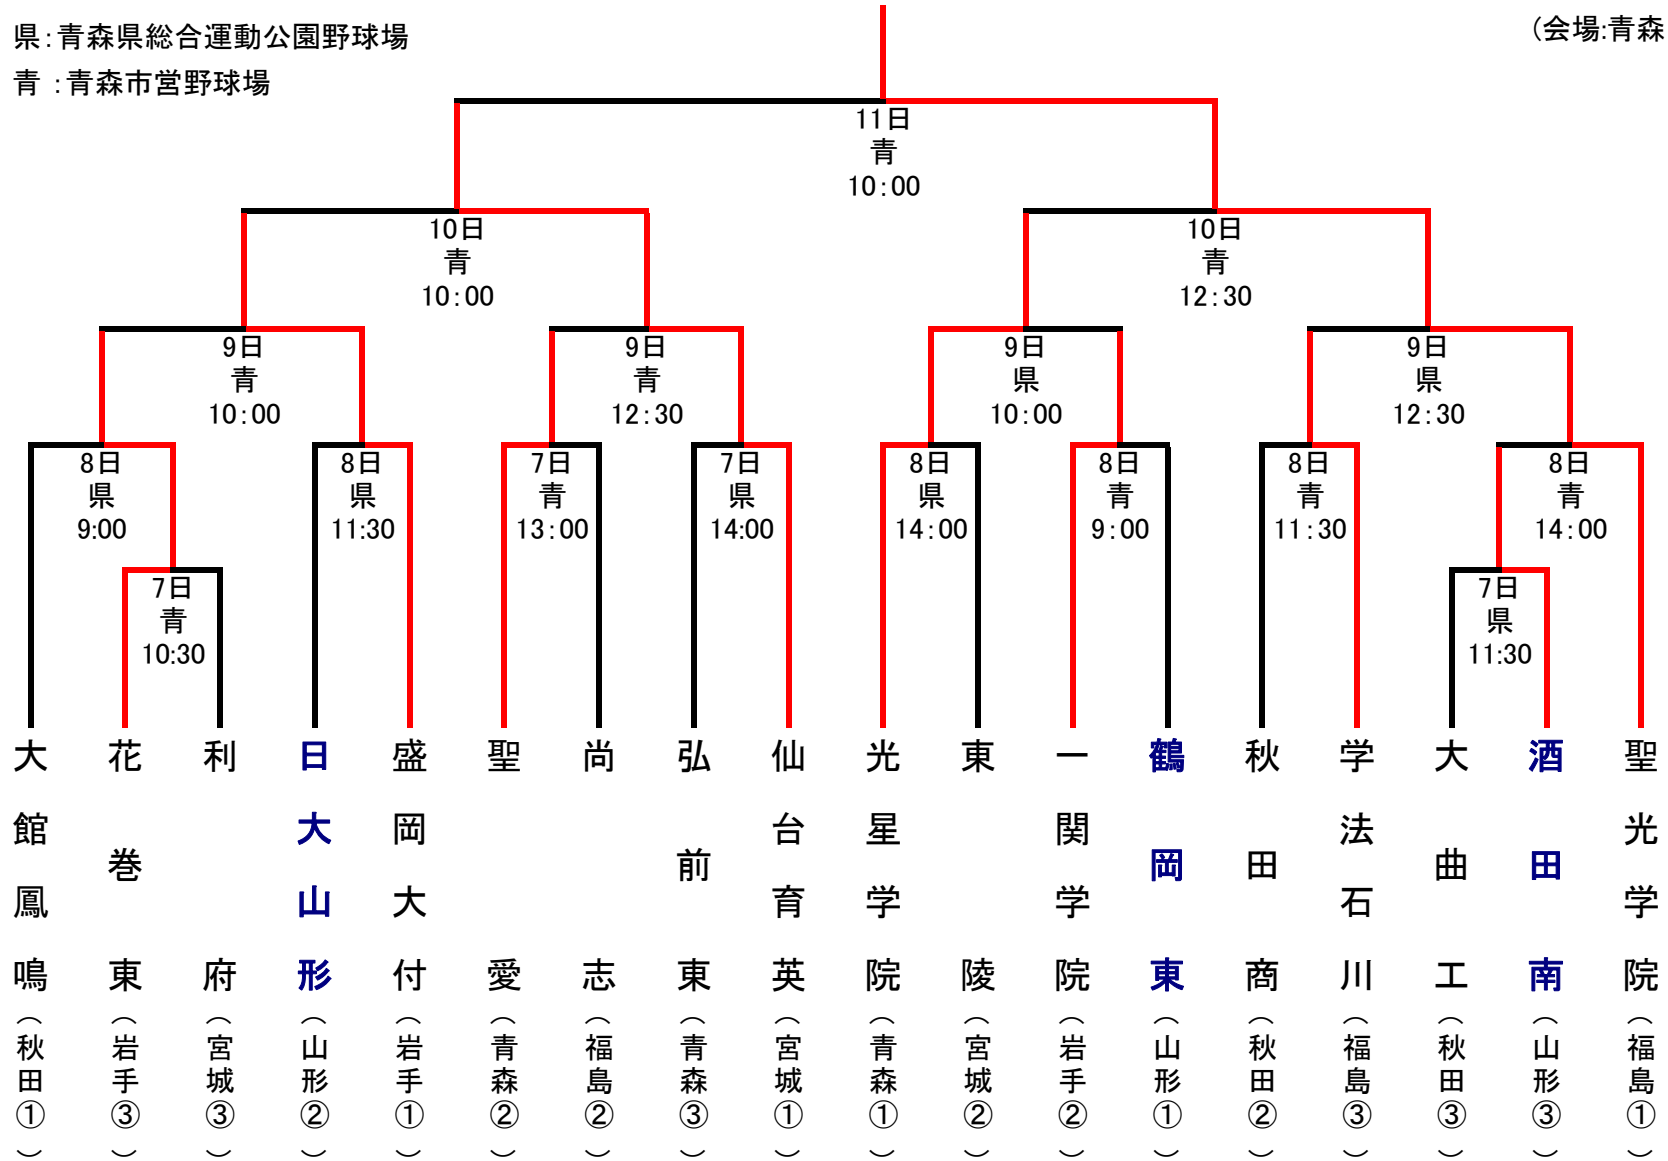 県:青森県総合運動公園野球場
(会場:青森
青 :青森市営野球場
11日
青
10:00
10日
青
10:00
10日
青
12:30
9日
青
10:00
9日
青
12:30
9日
県
10:00
9日
県
12:30
8日
県
9:00
8日
県
11:30
7日
青
13:00
7日
県
14:00
8日
県
14:00
8日
青
9:00
8日
青
11:30
8日
青
14:00
7日
青
10:30
7日
県
11:30
大館鳳鳴(秋田①)
花巻東(岩手③)
利府(宮城③)
日大山形(山形②)
盛岡大付(岩手①)
聖愛(青森②)
尚志(福島②)
弘前東(青森③)
仙台育英(宮城①)
光星学院(青森①)
東陵(宮城②)
一関学院(岩手②)
鶴岡東(山形①)
秋田商(秋田②)
学法石川(福島③)
大曲工(秋田③)
酒田南(山形③)
聖光学院(福島①)